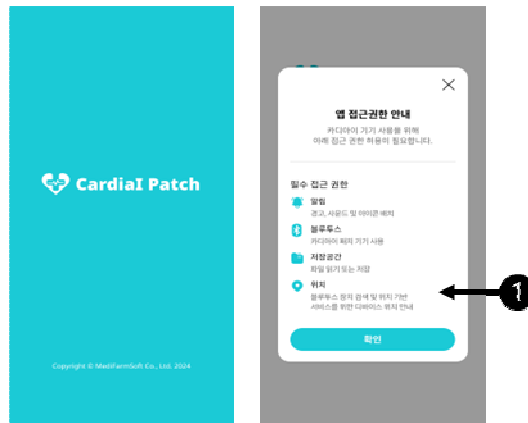 CardiaI Patch
Copyright © MediFarmSoft Co., Ltd. 2024
앱 접근권한 안내
카디아이 기기 사용을 위해
아래 접근 권한 허용이 필요합니다.
필수 접근 권한
알림
경고, 사운드 및 아이콘 배지
블루투스
카디아이 패치 기기 사용
저장공간
파일 읽기 또는 저장
위치
블루투스 장치 검색 및 위치 기반
서비스를 위한 디바이스 위치 안내
확인
1